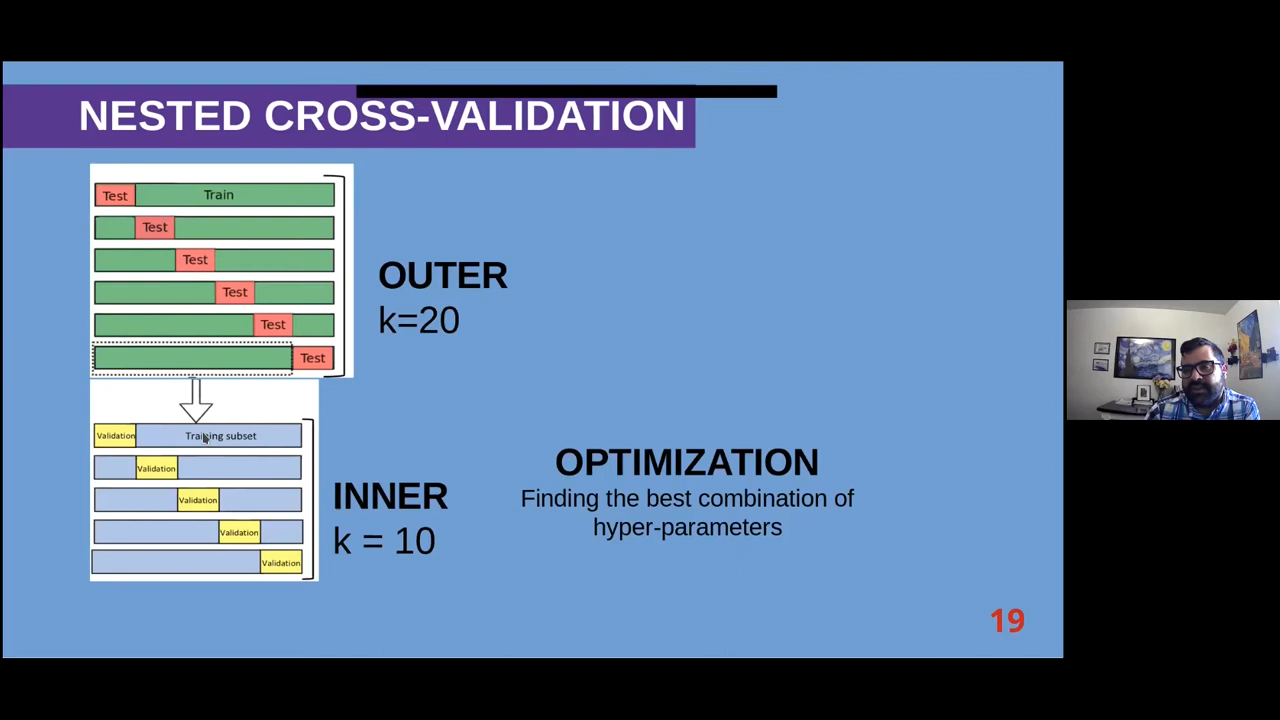 NESTED CROSS-VALIDATION
Test Train
Test
Test
Test
Test
Test
OUTER
k=20
Validation Training subset
Validation
Validation
Validation
Validation
INNER
k = 10
OPTIMIZATION
Finding the best combination of
hyper-parameters
19